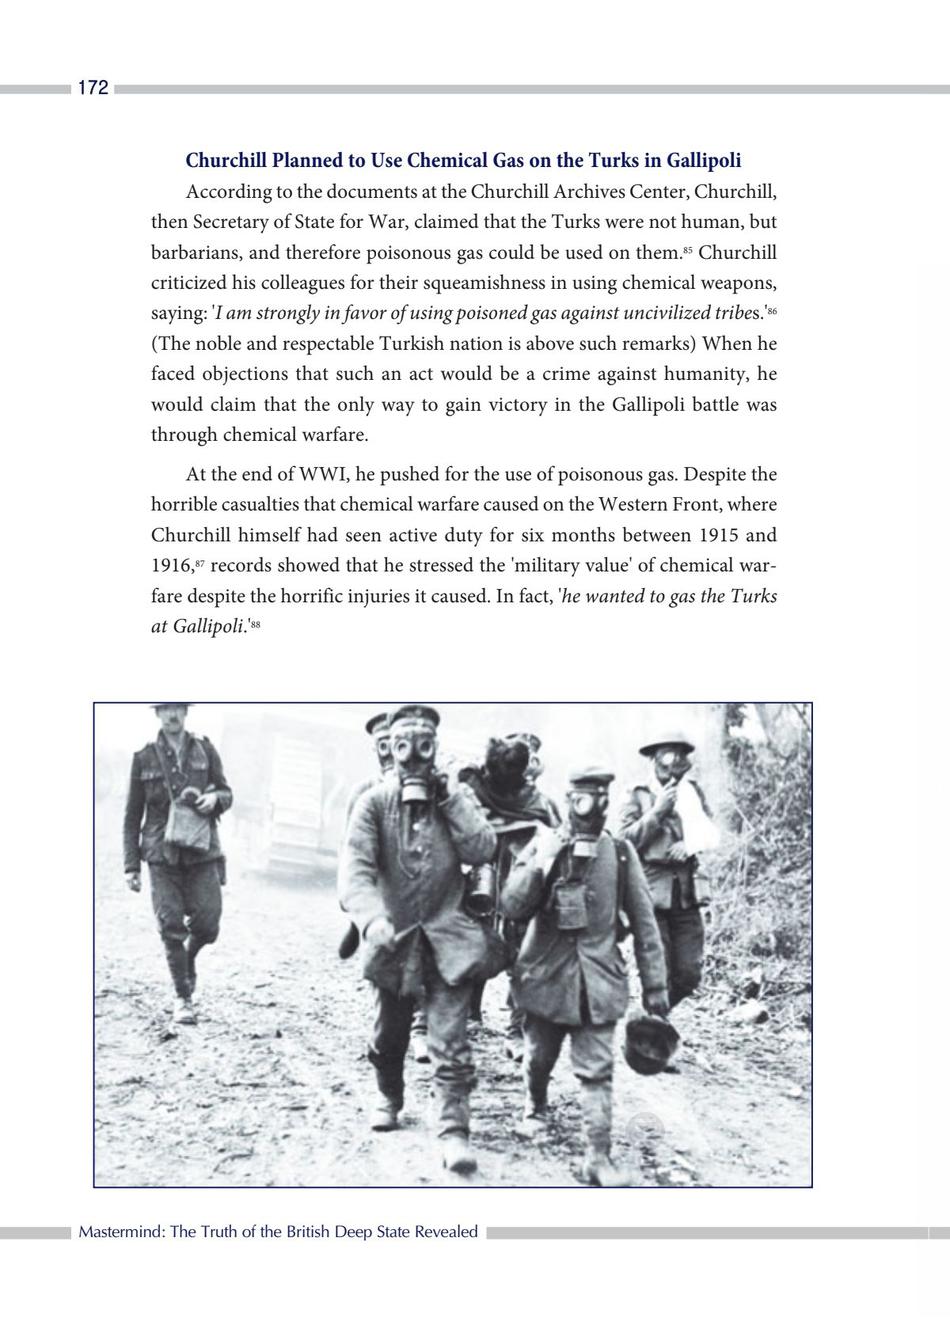 172
Churchill Planned to Use Chemical Gas on the Turks in Gallipoli
According to the documents at the Churchill Archives Center, Churchill,
then Secretary of State for War, claimed that the Turks were not human, but
barbarians, and therefore poisonous gas could be used on them.85 Churchill
criticized his colleagues for their squeamishness in using chemical weapons,
saying: 'I am strongly in favor of using poisoned gas against uncivilized tribes.'86
(The noble and respectable Turkish nation is above such remarks) When he
faced objections that such an act would be a crime against humanity, he
would claim that the only way to gain victory in the Gallipoli battle was
through chemical warfare.
At the end of WWI, he pushed for the use of poisonous gas. Despite the
horrible casualties that chemical warfare caused on the Western Front, where
Churchill himself had seen active duty for six months between 1915 and
1916,87 records showed that he stressed the 'military value' of chemical war-
fare despite the horrific injuries it caused. In fact, 'he wanted to gas the Turks
at Gallipoli.'88
Mastermind: The Truth of the British Deep State Revealed